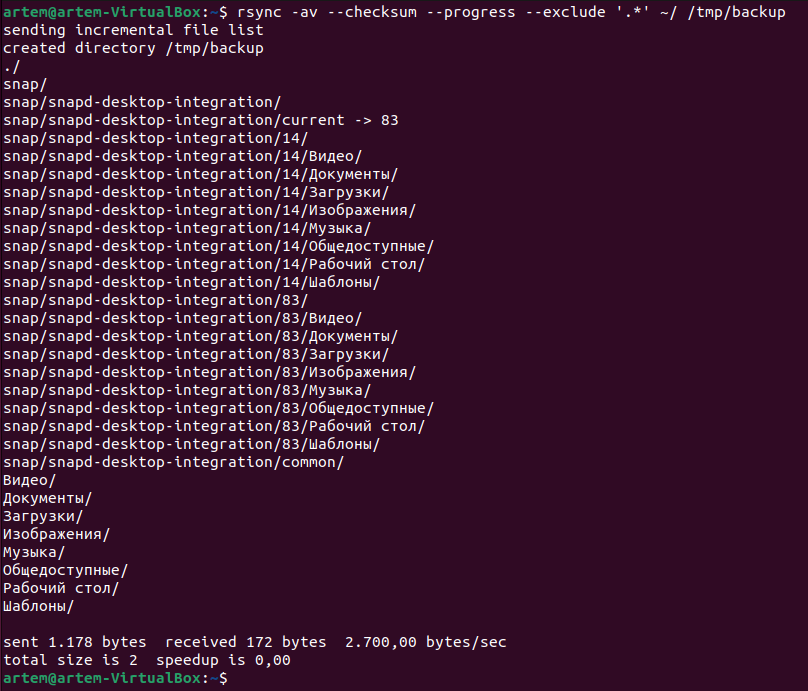 artem@artem-VirtualBox:~$ rsync -av --checksum --progress --exclude '.*' ~/ /tmp/backup
sending incremental file list
created directory /tmp/backup
./
snap/
snap/snapd-desktop-integration/
snap/snapd-desktop-integration/current -> 83
snap/snapd-desktop-integration/14/
snap/snapd-desktop-integration/14/Видео/
snap/snapd-desktop-integration/14/Документы/
snap/snapd-desktop-integration/14/Загрузки/
snap/snapd-desktop-integration/14/Изображения/
snap/snapd-desktop-integration/14/Музыка/
snap/snapd-desktop-integration/14/Общедоступные/
snap/snapd-desktop-integration/14/Рабочий стол/
snap/snapd-desktop-integration/14/Шаблоны/
snap/snapd-desktop-integration/83/
snap/snapd-desktop-integration/83/Видео/
snap/snapd-desktop-integration/83/Документы/
snap/snapd-desktop-integration/83/Загрузки/
snap/snapd-desktop-integration/83/Изображения/
snap/snapd-desktop-integration/83/Музыка/
snap/snapd-desktop-integration/83/Общедоступные/
snap/snapd-desktop-integration/83/Рабочий стол/
snap/snapd-desktop-integration/83/Шаблоны/
snap/snapd-desktop-integration/common/
Видео/
Документы/
Загрузки/
Изображения/
Музыка/
Общедоступные/
Рабочий стол/
Шаблоны/
sent 1.178 bytes  received 172 bytes  2.700,00 bytes/sec
total size is 2  speedup is 0,00
artem@artem-VirtualBox:~$